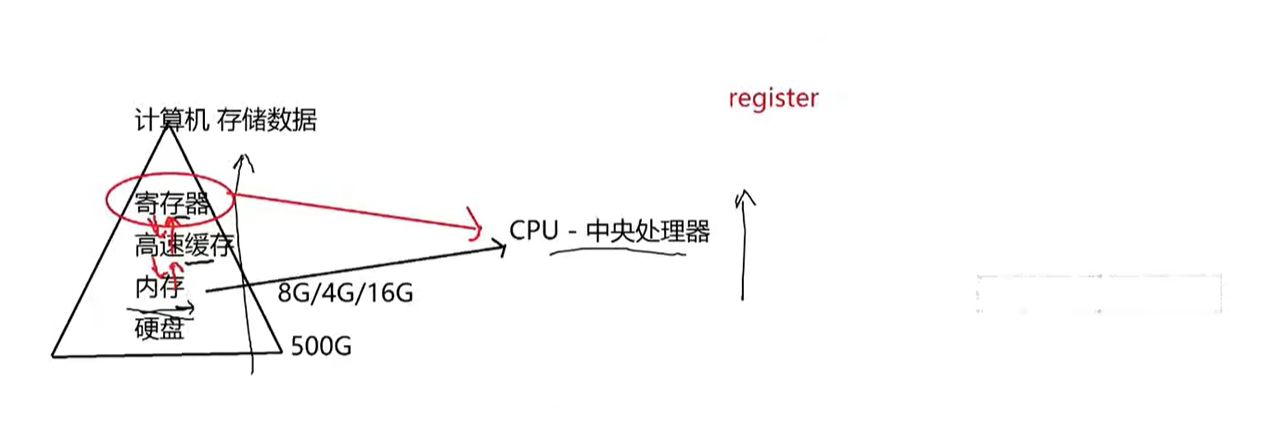 register
计算机 存储数据
寄存器
CPU - 中央处理器
高速缓存
内存
8G/4G/16G
硬盘
500G